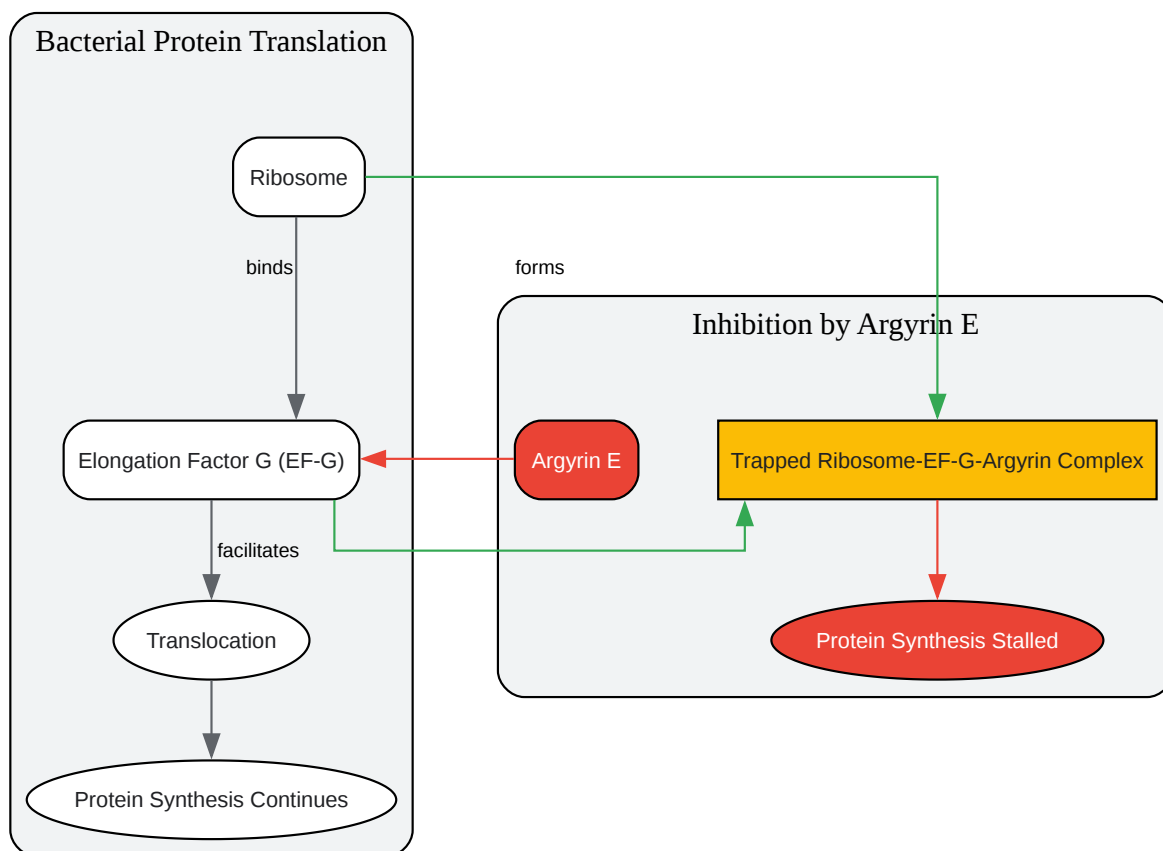 Bacterial Protein Translation
Ribosome
binds
forms
Inhibition by Argyrin E
Elongation Factor G (EF-G)
Argyrin E
Trapped Ribosome-EF-G-Argyrin Complex
facilitates
Translocation
Protein Synthesis Stalled
Protein Synthesis Continues